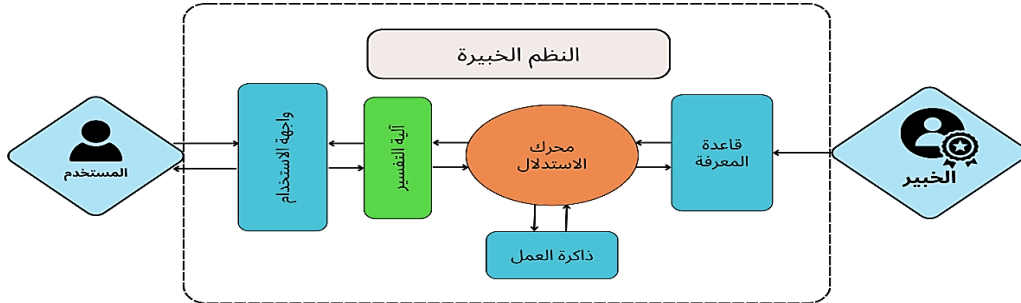 النظم الخبيرة
الخبير
قاعدة
المعرفة
محرك
الاستدلال
ذاكرة العمل
آلية التفسير
واجهة الاستخدام
المستخدم